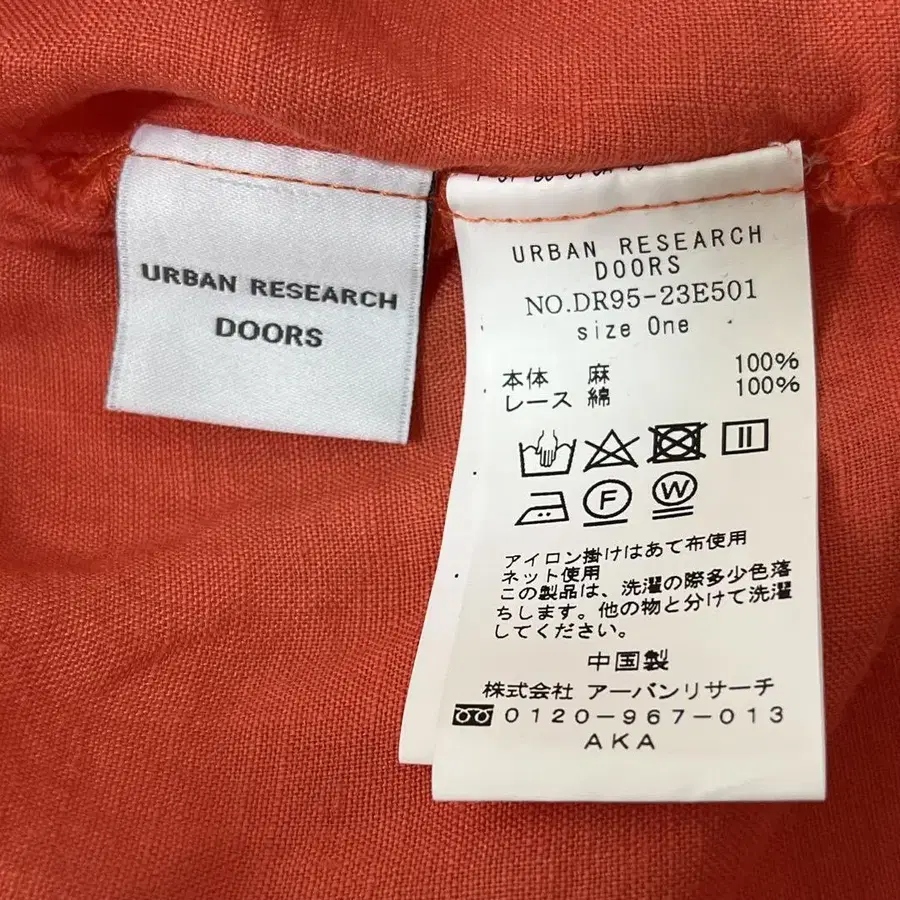 URBAN RESEARCH
DOORS
URBAN RESEARCH
DOORS
NO.DR95-23E501
size One
本体 麻 100%
レース 綿 100%
F
W
アイロン掛けはあて布使用
ネット使用
この製品は、洗濯の際多少色落
ちします。他の物と分けて洗濯
してください。
中国製
株式会社 アーバンリサーチ
0120-967-013
AKA